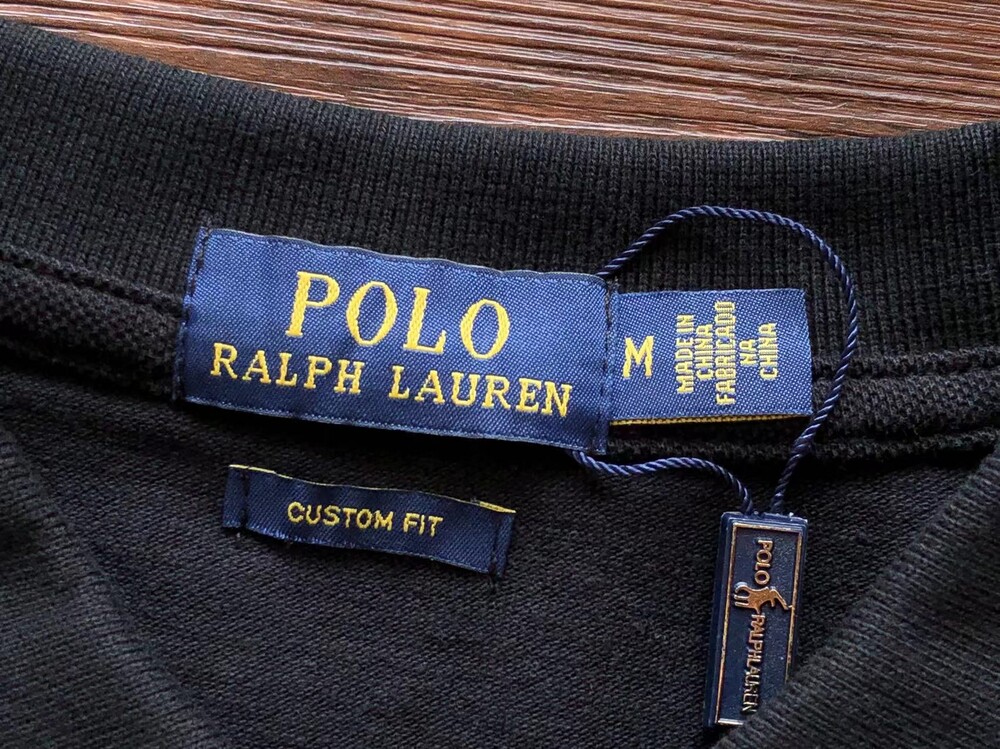 POLO
RALPH LAUREN
M
MADE IN
CHINA
FABRICADO
NA
CHINA
CUSTOM FIT
POLO
RALPH LAUREN